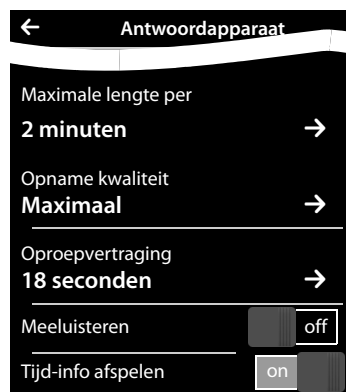 Antwoordapparaat
Maximale lengte per
2 minuten
Opname kwaliteit
Maximaal
Oproepvertraging
18 seconden
Meeluisteren off
Tijd-info afspelen on